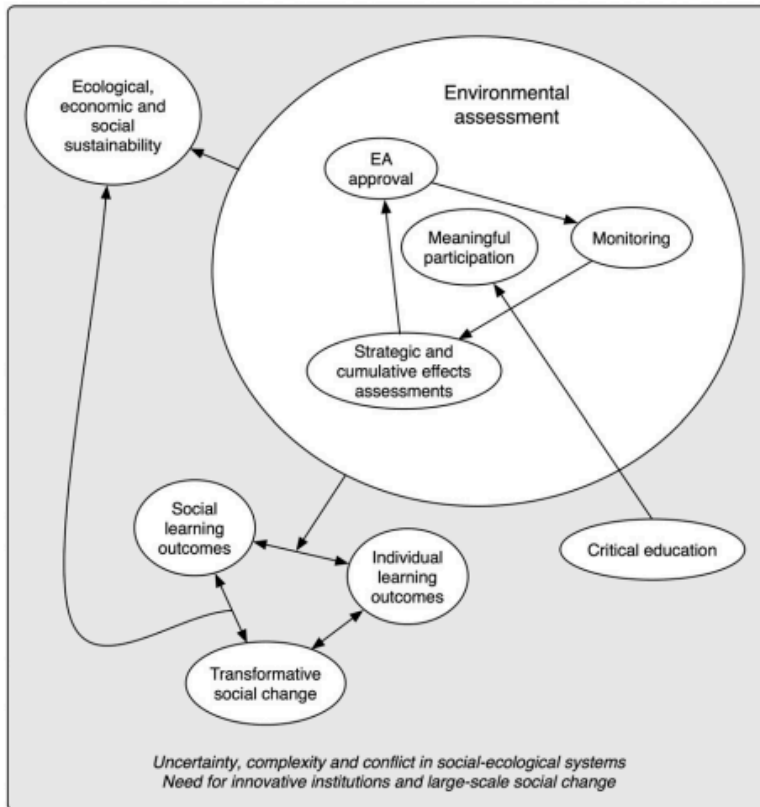 Ecological,
economic and
social
sustainability
Environmental
assessment
EA
approval
Meaningful
participation
Monitoring
Strategic and
cumulative effects
assessments
Social
learning
outcomes
Individual
learning
outcomes
Critical education
Transformative
social change
Uncertainty, complexity and conflict in social-ecological systems
Need for innovative institutions and large-scale social change